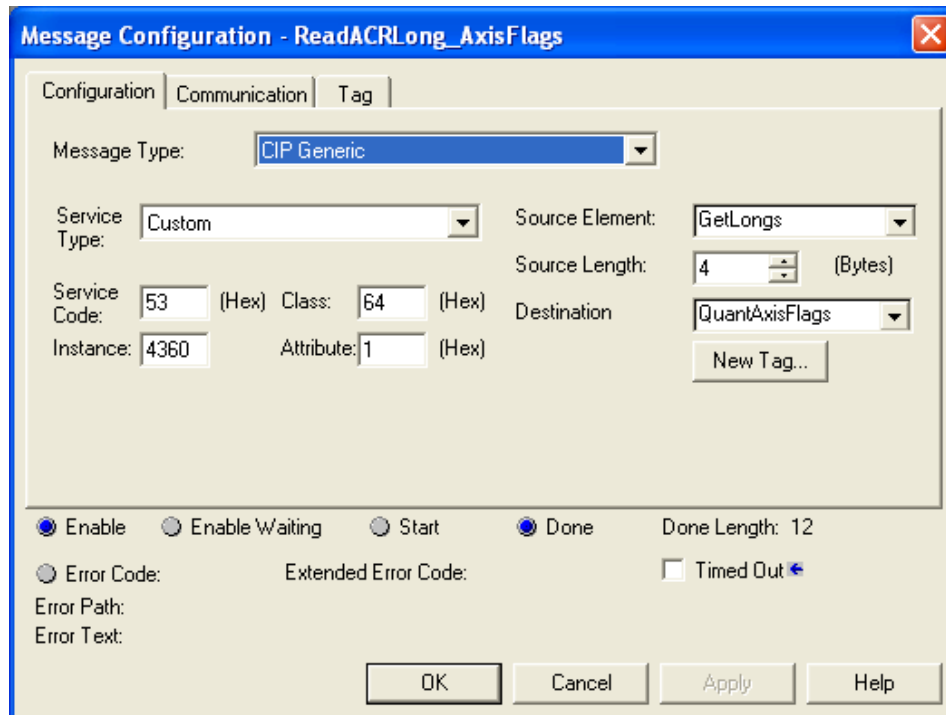 Message Configuration - ReadACRLong_AxisFlags
Configuration Communication Tag
Message Type: CIP Generic
Service Type: Custom
Source Element: GetLongs
Source Length: 4 (Bytes)
Service Code: 53 (Hex) Class: 64 (Hex)
Destination QuantAxisFlags
Instance: 4360 Attribute: 1 (Hex)
New Tag...
Enable Enable Waiting Start Done Done Length: 12
Error Code: Extended Error Code: Timed Out
Error Path:
Error Text:
OK Cancel Apply Help